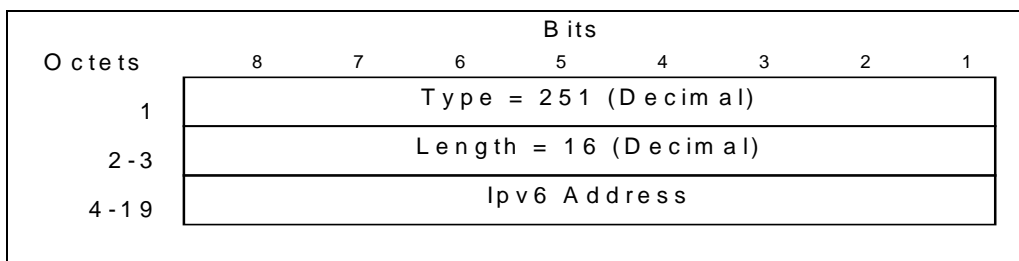 Bits
Octets 8 7 6 5 4 3 2 1
1 Type = 251 (Decimal)
2-3 Length = 16 (Decimal)
4-19 Ipv6 Address